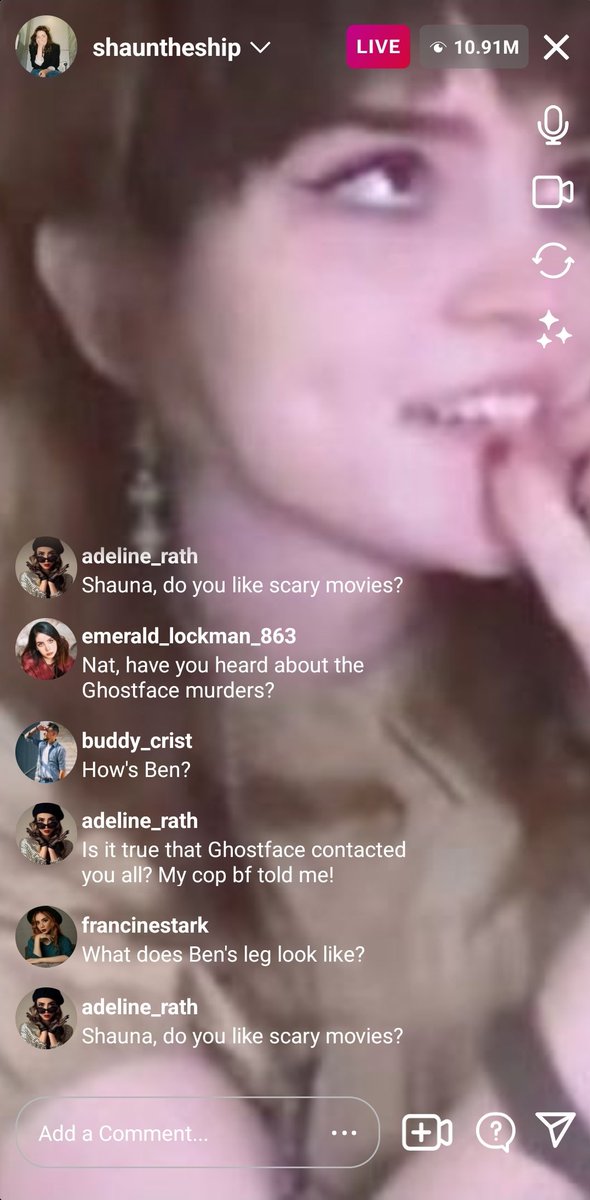 shauntheship
LIVE
10.91M
adeline_rath
Shauna, do you like scary movies?
emerald_lockman_863
Nat, have you heard about the
Ghostface murders?
buddy_crist
How's Ben?
adeline_rath
Is it true that Ghostface contacted
you all? My cop bf told me!
francinestark
What does Ben's leg look like?
adeline_rath
Shauna, do you like scary movies?
Add a Comment...